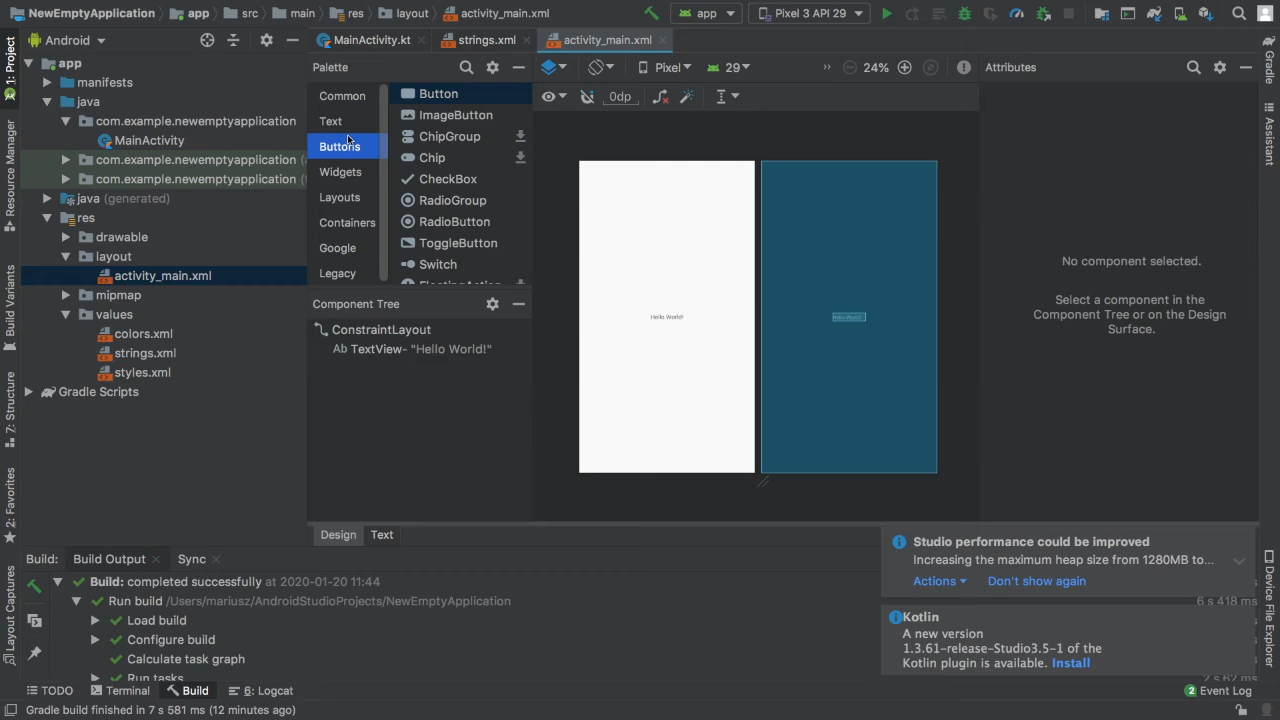 NewEmptyApplication app src main res layout activity_main.xml
app Pixel 3 API 29
Android
MainActivity.kt strings.xml activity_main.xml
app
manifests
java
com.example.newemptyapplication
MainActivity
com.example.newemptyapplication
com.example.newemptyapplication
java (generated)
res
drawable
layout
activity_main.xml
mipmap
values
colors.xml
strings.xml
styles.xml
Gradle Scripts
1: Project
Resource Manager
Build Variants
7: Structure
2: Favorites
Layout Captures
Palette
Common
Text
Buttons
Widgets
Layouts
Containers
Google
Legacy
Button
ImageButton
ChipGroup
Chip
CheckBox
RadioGroup
RadioButton
ToggleButton
Switch
FloatingAction
Component Tree
ConstraintLayout
Ab TextView- "Hello World!"
Pixel 29 24%
0dp
Hello World!
Hello World!
Design Text
Attributes
No component selected.
Select a component in the
Component Tree or on the Design
Surface.
Gradle
Assistants
Device File Explorer
Build: Build Output Sync
Build: completed successfully at 2020-01-20 11:44
Run build /Users/mariusz/AndroidStudioProjects/NewEmptyApplication
6 s 418 ms
Load build
Configure build
Calculate task graph
Run tasks
2 s 62 ms
Studio performance could be improved
Increasing the maximum heap size from 1280MB to...
Actions Don't show again
Kotlin
A new version
1.3.61-release-Studio3.5-1 of the
Kotlin plugin is available. Install
TODO Terminal Build 6: Logcat
2 Event Log
Gradle build finished in 7 s 581 ms (12 minutes ago)